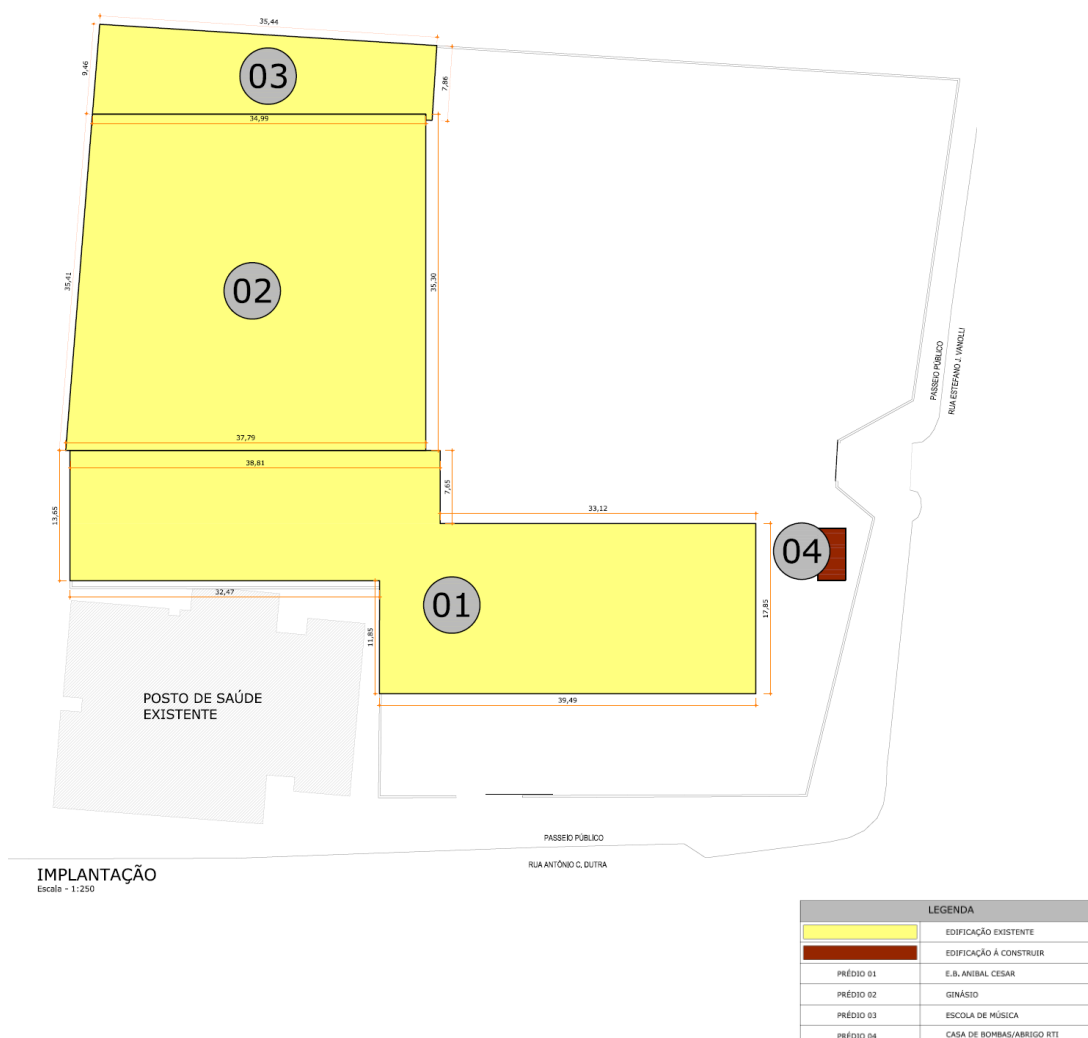 35,44
9,46
03
7,86
34,99
35,41
02
35,30
PASSEIO PÚBLICO
RUA ESTEFANO J. VANOLLI
37,79
38,81
13,65
7,65
33,12
04
17,85
32,47
01
11,85
39,49
POSTO DE SAÚDE
EXISTENTE
PASSEIO PÚBLICO
RUA ANTÔNIO C. DUTRA
IMPLANTAÇÃO
Escala - 1:250
LEGENDA
EDIFICAÇÃO EXISTENTE
EDIFICAÇÃO À CONSTRUIR
PRÉDIO 01 E.B. ANIBAL CESAR
PRÉDIO 02 GINÁSIO
PRÉDIO 03 ESCOLA DE MÚSICA
PRÉDIO 04 CASA DE BOMBAS/ABRIGO RTI